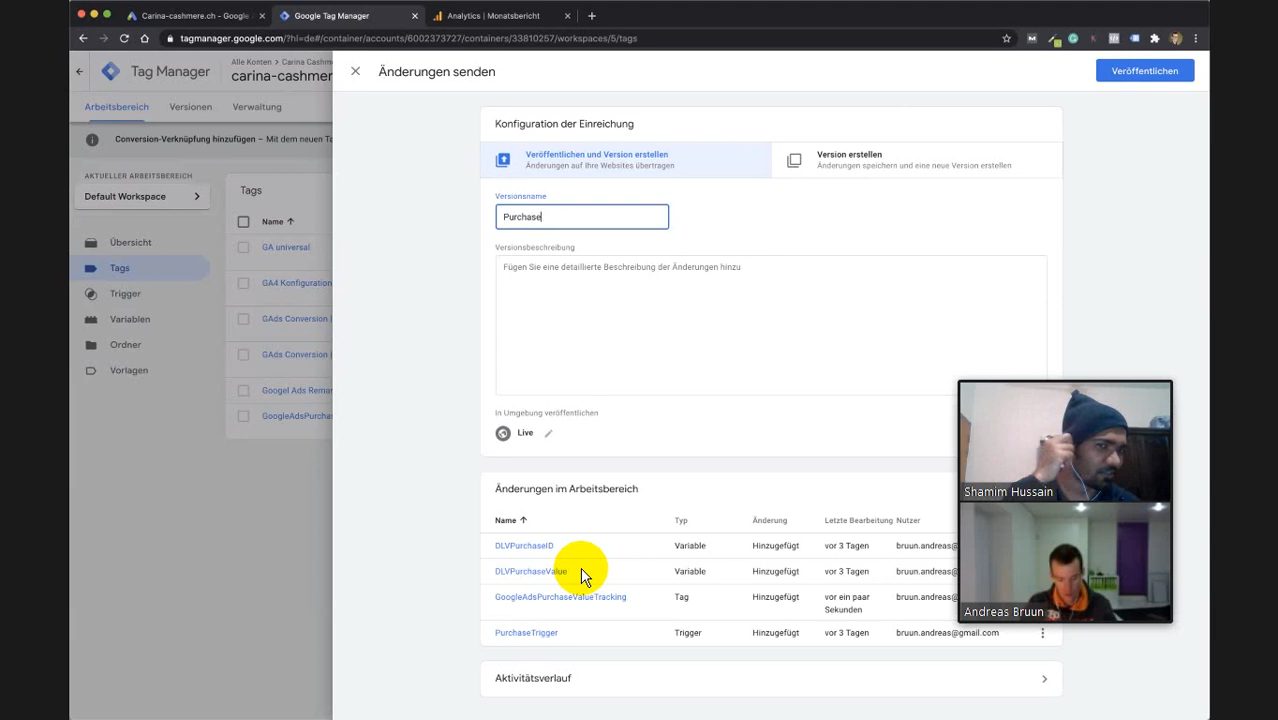 Carina-cashmere.ch - Google
Google Tag Manager
Analytics | Monatsbericht
tagmanager.google.com/?hl=de#/container/accounts/6002373727/containers/33810257/workspaces/5/tags
Tag Manager
Alle Konten > Carina Cashm
carina-cashme
Änderungen senden
Veröffentlichen
Arbeitsbereich
Versionen
Verwaltung
Conversion-Verknüpfung hinzufügen – Mit dem neuen Ta
AKTUELLER ARBEITSBEREICH
Default Workspace
Übersicht
Tags
Trigger
Variablen
Ordner
Vorlagen
Tags
Name
GA universal
GA4 Konfiguration
GAds Conversion
GAds Conversion
Googel Ads Remar
GoogleAdsPurchas
Konfiguration der Einreichung
Veröffentlichen und Version erstellen
Änderungen auf Ihre Websites übertragen
Version erstellen
Änderungen speichern und eine neue Version erstellen
Versionsname
Purchase
Versionsbeschreibung
Fügen Sie eine detaillierte Beschreibung der Änderungen hinzu
In Umgebung veröffentlichen
Live
Änderungen im Arbeitsbereich
Name Typ Änderung Letzte Bearbeitung Nutzer
DLVPurchaseID Variable Hinzugefügt vor 3 Tagen bruun.andreas@
DLVPurchaseValue Variable Hinzugefügt vor 3 Tagen bruun.andreas@
GoogleAdsPurchaseValueTracking Tag Hinzugefügt vor ein paar Sekunden bruun.andreas@
PurchaseTrigger Trigger Hinzugefügt vor 3 Tagen bruun.andreas@gmail.com
Aktivitätsverlauf
Shamim Hussain
Andreas Bruun